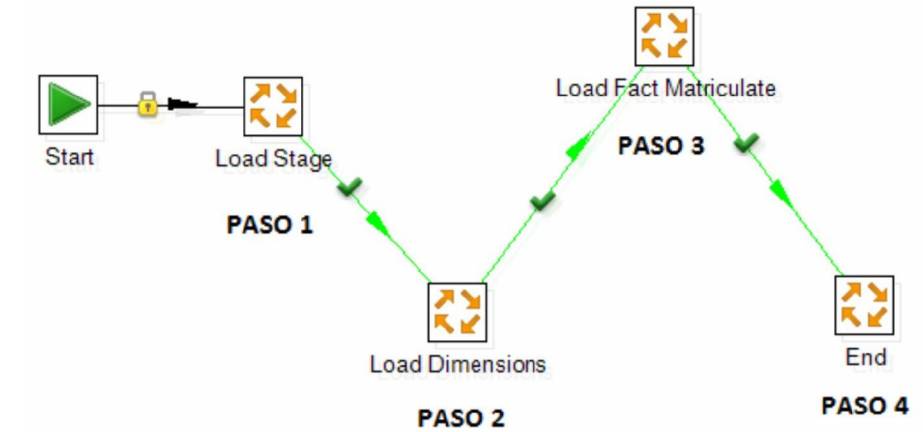 Start
Load Stage
PASO 1
Load Dimensions
PASO 2
Load Fact Matriculate
PASO 3
End
PASO 4